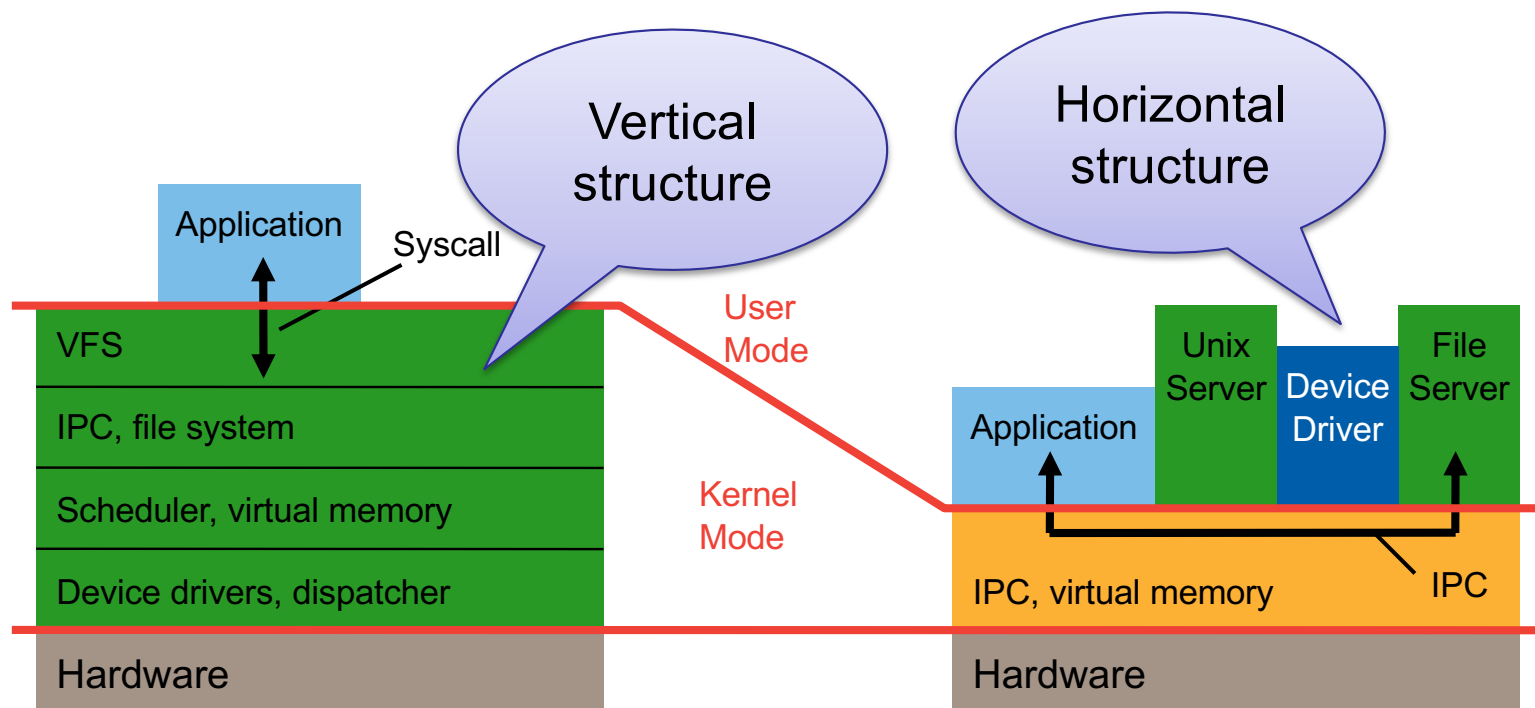 Vertical
structure
Horizontal
structure
Application
Syscall
VFS
IPC, file system
Scheduler, virtual memory
Device drivers, dispatcher
Hardware
User
Mode
Kernel
Mode
Application
Unix
Server
Device
Driver
File
Server
IPC, virtual memory
IPC
Hardware